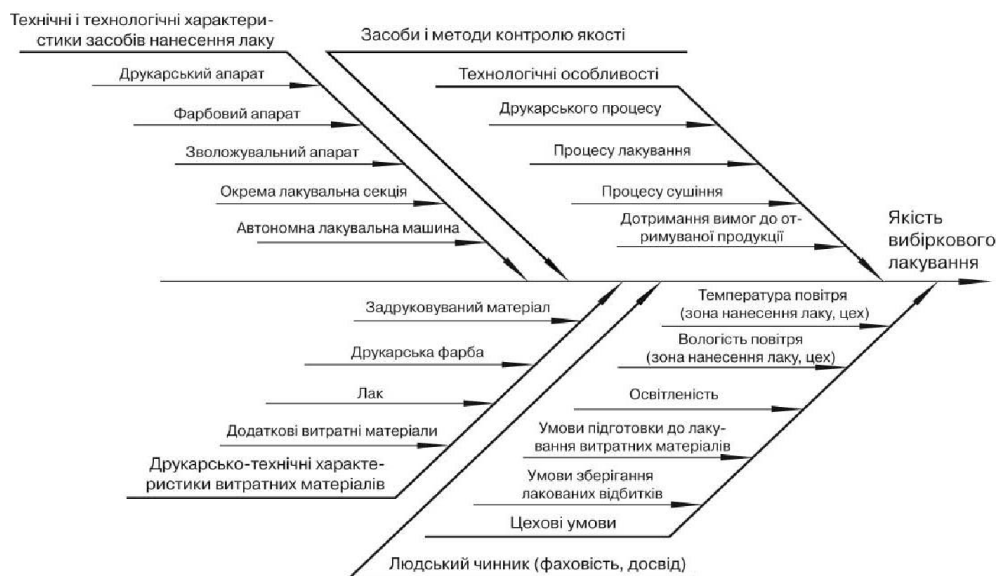 Технічні і технологічні характери-
стики засобів нанесення лаку
Друкарський апарат
Фарбовий апарат
Зволожувальний апарат
Окрема лакувальна секція
Автономна лакувальна машина
Засоби і методи контролю якості
Технологічні особливості
Друкарського процесу
Процесу лакування
Процесу сушіння
Дотримання вимог до от-
римуваної продукції
Якість
вибіркового
лакування
Задруковуваний матеріал
Друкарська фарба
Лак
Додаткові витратні матеріали
Друкарсько-технічні характе-
ристики витратних матеріалів
Температура повітря
(зона нанесення лаку, цех)
Вологість повітря
(зона нанесення лаку, цех)
Освітленість
Умови підготовки до лаку-
вання витратних матеріалів
Умови зберігання
лакованих відбитків
Цехові умови
Людський чинник (фаховість, досвід)